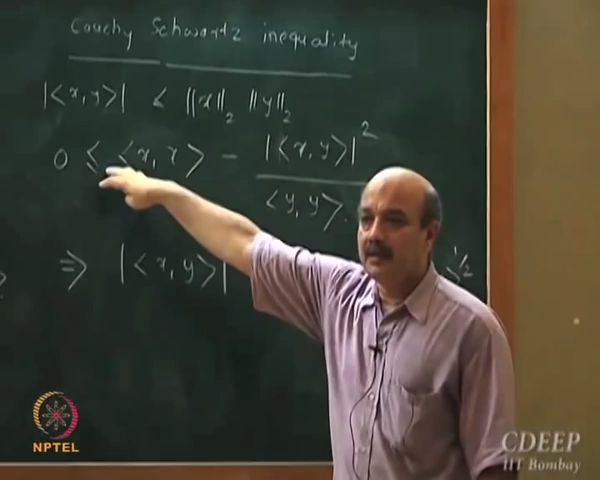 Cauchy Schwartz inequality
|<x, y>| ≤ ||x||₂ ||y||₂
0 ≤ <x, x> - |<x, y>|² / <y, y>
⇒ |<x, y>|
>^1/2
NPTEL
CDEEP
IIT Bombay